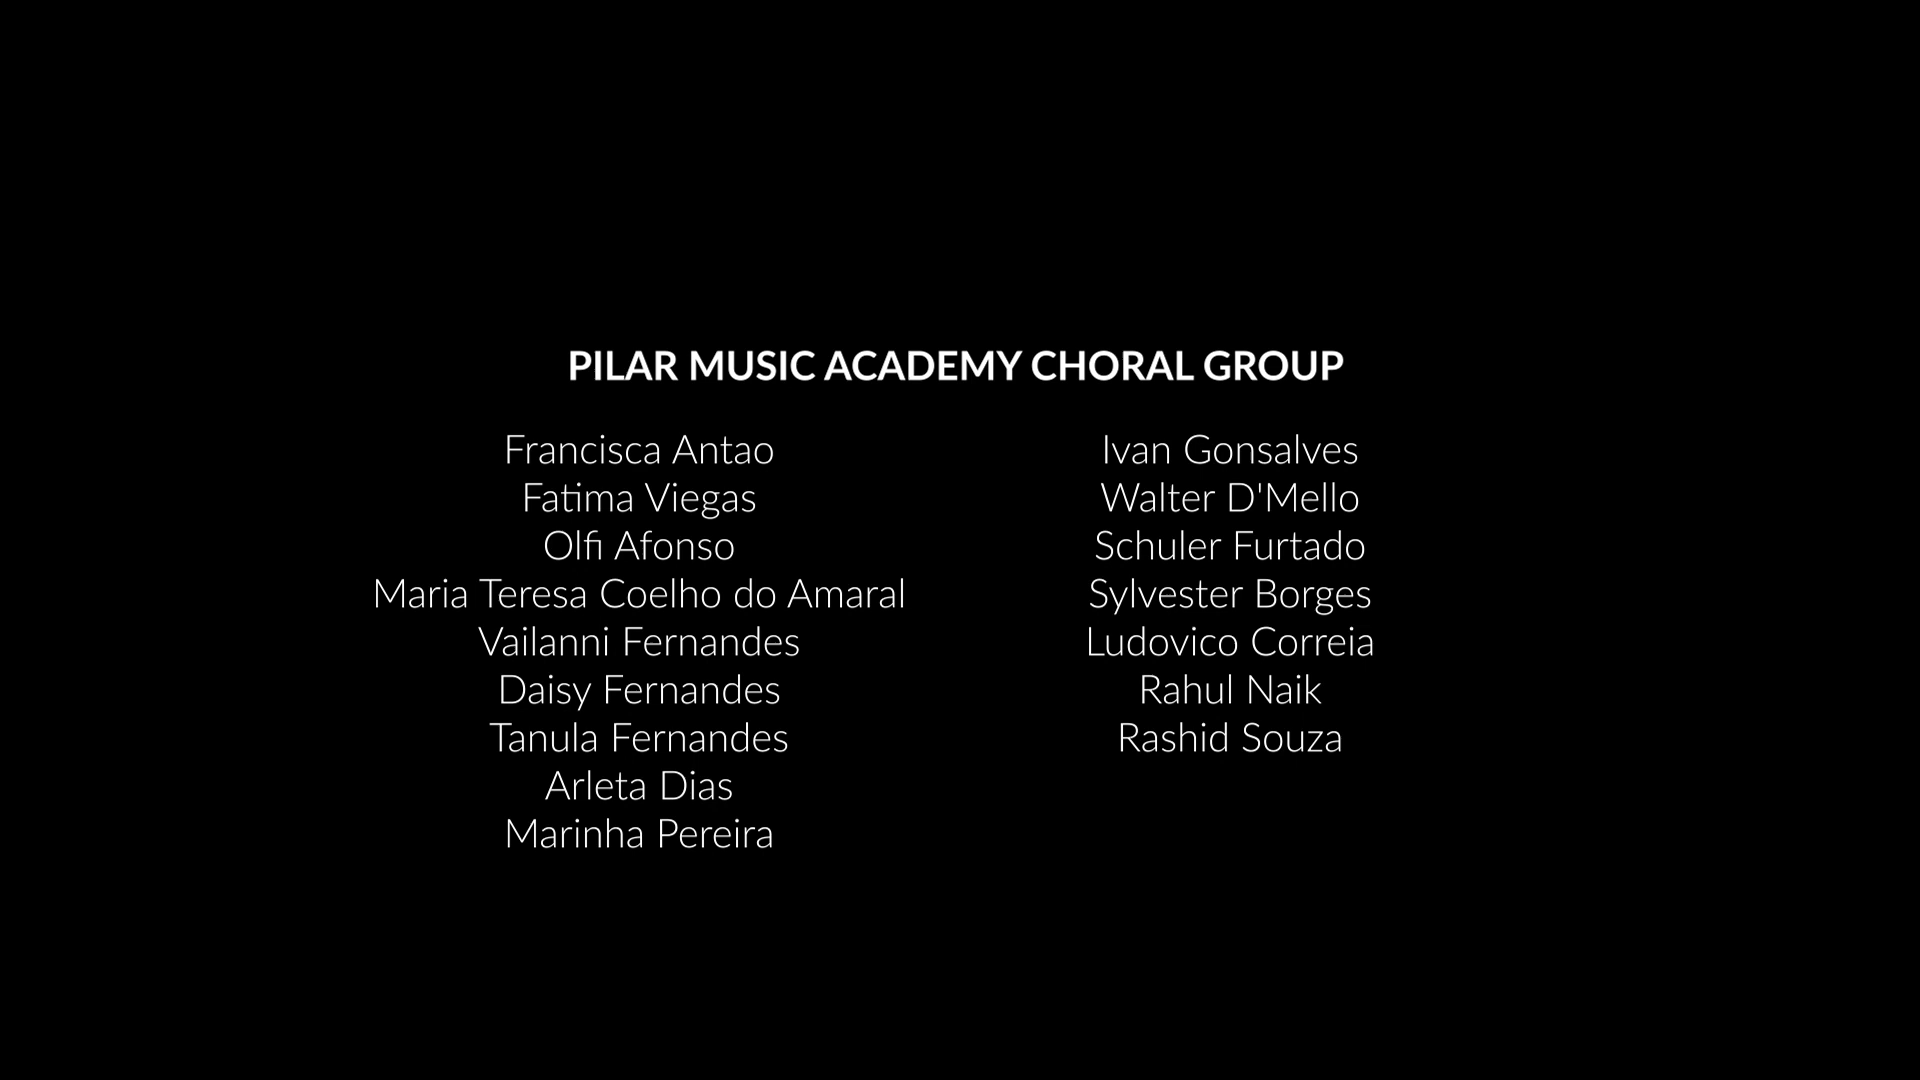 PILAR MUSIC ACADEMY CHORAL GROUP
Francisca Antao
Fatima Viegas
Olfi Afonso
Maria Teresa Coelho do Amaral
Vailanni Fernandes
Daisy Fernandes
Tanula Fernandes
Arleta Dias
Marinha Pereira
Ivan Gonsalves
Walter D'Mello
Schuler Furtado
Sylvester Borges
Ludovico Correia
Rahul Naik
Rashid Souza